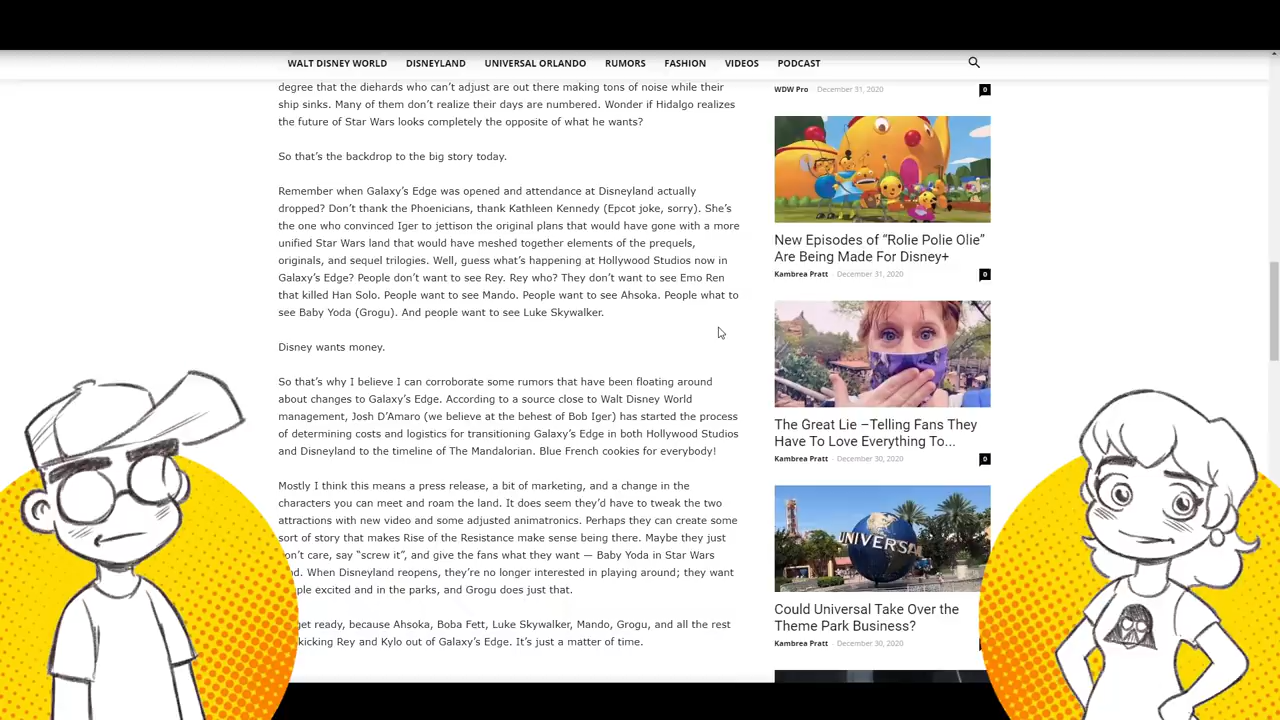 WALT DISNEY WORLD DISNEYLAND UNIVERSAL ORLANDO RUMORS FASHION VIDEOS PODCAST
degree that the diehards who can't adjust are out there making tons of noise while their
ship sinks. Many of them don't realize their days are numbered. Wonder if Hidalgo realizes
the future of Star Wars looks completely the opposite of what he wants?
So that's the backdrop to the big story today.
Remember when Galaxy's Edge was opened and attendance at Disneyland actually
dropped? Don't thank the Phoenicians, thank Kathleen Kennedy (Epcot joke, sorry). She's
the one who convinced Iger to jettison the original plans that would have gone with a more
unified Star Wars land that would have meshed together elements of the prequels,
originals, and sequel trilogies. Well, guess what's happening at Hollywood Studios now in
Galaxy's Edge? People don't want to see Rey. Rey who? They don't want to see Emo Ren
that killed Han Solo. People want to see Mando. People want to see Ahsoka. People what to
see Baby Yoda (Grogu). And people want to see Luke Skywalker.
Disney wants money.
So that's why I believe I can corroborate some rumors that have been floating around
about changes to Galaxy's Edge. According to a source close to Walt Disney World
management, Josh D'Amaro (we believe at the behest of Bob Iger) has started the process
of determining costs and logistics for transitioning Galaxy's Edge in both Hollywood Studios
and Disneyland to the timeline of The Mandalorian. Blue French cookies for everybody!
Mostly I think this means a press release, a bit of marketing, and a change in the
characters you can meet and roam the land. It does seem they'd have to tweak the two
attractions with new video and some adjusted animatronics. Perhaps they can create some
sort of story that makes Rise of the Resistance make sense being there. Maybe they just
care, say "screw it", and give the fans what they want — Baby Yoda in Star Wars
When Disneyland reopens, they're no longer interested in playing around; they want
excited and in the parks, and Grogu does just that.
get ready, because Ahsoka, Boba Fett, Luke Skywalker, Mando, Grogu, and all the rest
kicking Rey and Kylo out of Galaxy's Edge. It's just a matter of time.
WDW Pro - December 31, 2020 0
New Episodes of "Rolie Polie Olie"
Are Being Made For Disney+
Kambrea Pratt - December 31, 2020 0
The Great Lie –Telling Fans They
Have To Love Everything To...
Kambrea Pratt - December 30, 2020 0
UNIVERSAL
Could Universal Take Over the
Theme Park Business?
Kambrea Pratt - December 30, 2020